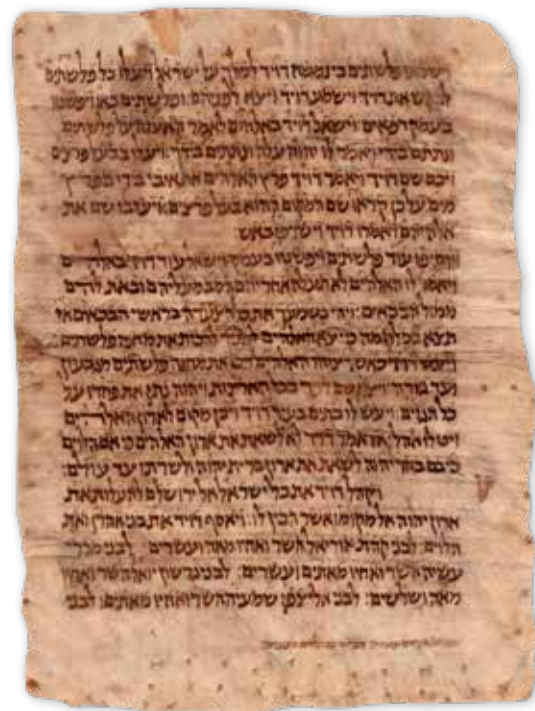 וישמעו פלשתים כי נמשח דויד למלך על ישראל ויעלו כל פלשתים
לבקש את דויד וישמע דויד ויצא לפניהם: ופלשתים באו ויפשטו
בעמק רפאים: וישאל דויד באלהים לאמר האעלה על פלשתים
ונתתם בידי ויאמר לו יהוה עלה ונתתים בידך: ויעלו בבעל פרצים
ויכם שם דויד ויאמר דויד פרץ האלהים את אויבי בידי כפרץ
מים על כן קראו שם המקום ההוא בעל פרצים: ויעזבו שם את
אלהיהם ויאמר דויד וישרפו באש:
ויסיפו עוד פלשתים ויפשטו בעמק: וישאל עוד דויד באלהים
ויאמר לו האלהים לא תעלה אחריהם הסב מעליהם ובאת להם
ממול הבכאים: ויהי כשמעך את קול הצעדה בראשי הבכאים אז
תצא במלחמה כי יצא האלהים לפניך להכות את מחנה פלשתים:
ויעש דויד כאשר צוהו האלהים ויכו את מחנה פלשתים מגבעון
ועד גזרה: ויצא שם דויד בכל הארצות ויהוה נתן את פחדו על
כל הגוים: ויעש לו בתים בעיר דויד ויכן מקום לארון האלהים
ויט לו אהל: אז אמר דויד לא לשאת את ארון האלהים כי אם הלוים
כי בם בחר יהוה לשאת את ארון ברית יהוה ולשרתו עד עולם:
ויקהל דויד את כל ישראל אל ירושלם להעלות את
ארון יהוה אל מקומו אשר הכין לו: ויאסף דויד את בני אהרן ואת
הלוים: לבני קהת אוריאל השר ואחיו מאה ועשרים: לבני מררי
עשיה השר ואחיו מאתים ועשרים: לבני גרשון יואל השר ואחיו
מאה ושלשים: לבני אליצפן שמעיה השר ואחיו מאתים: לבני